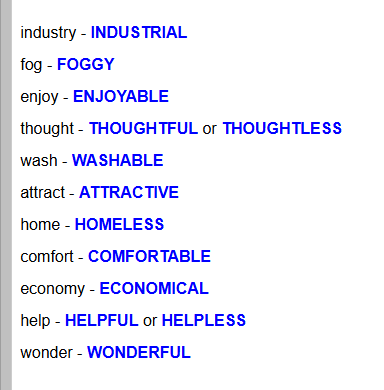 industry - INDUSTRIAL
fog - FOGGY
enjoy - ENJOYABLE
thought - THOUGHTFUL or THOUGHTLESS
wash - WASHABLE
attract - ATTRACTIVE
home - HOMELESS
comfort - COMFORTABLE
economy - ECONOMICAL
help - HELPFUL or HELPLESS
wonder - WONDERFUL